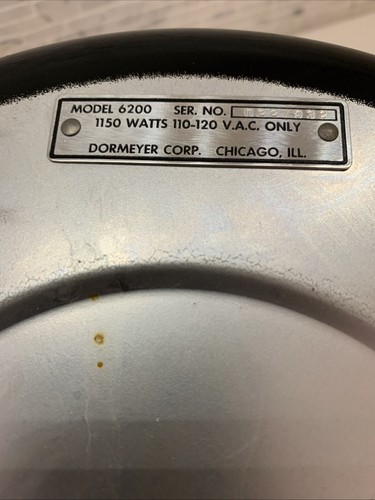 MODEL 6200 SER. NO.
1150 WATTS 110-120 V.A.C. ONLY
DORMEYER CORP. CHICAGO, ILL.